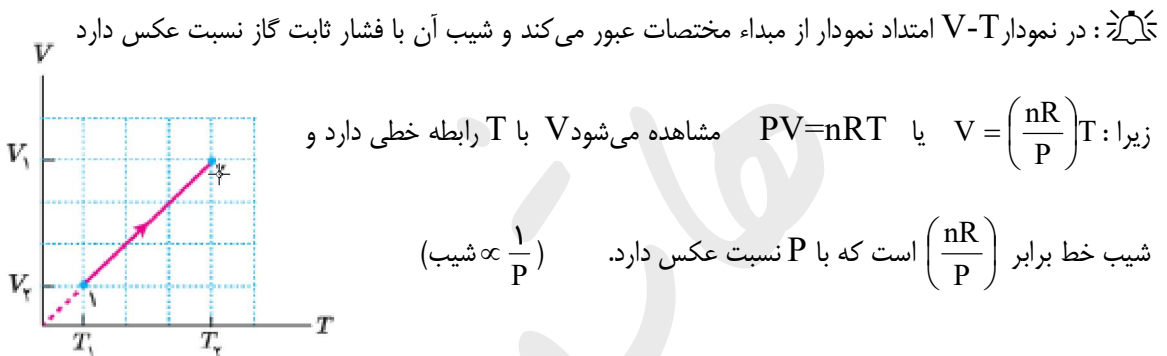 : در نمودار V-T امتداد نمودار از مبداء مختصات عبور می‌کند و شیب آن با فشار ثابت گاز نسبت عکس دارد
زیرا : V = (nR/P)T یا PV=nRT مشاهده می‌شود V با T رابطه خطی دارد و
شیب خط برابر (nR/P) است که با P نسبت عکس دارد. (شیب ∝ ۱/P)
V
V۱
V۲
۲
۱
T۱ T۲ T